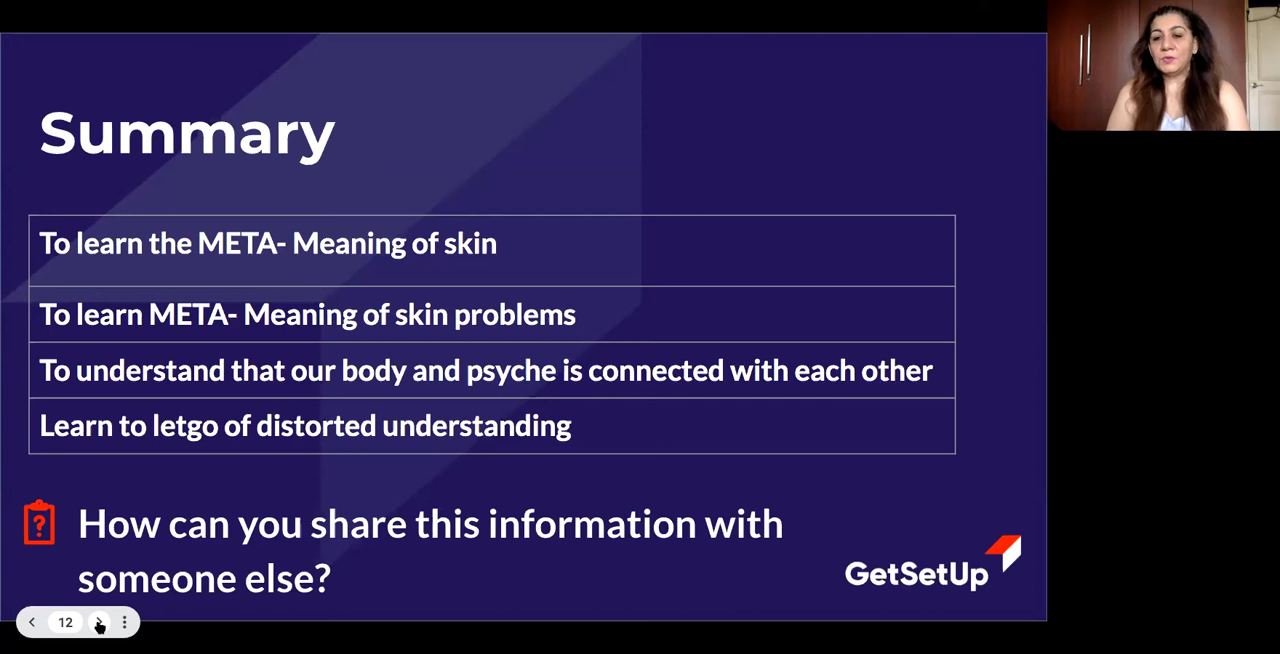 Summary
To learn the META- Meaning of skin
To learn META- Meaning of skin problems
To understand that our body and psyche is connected with each other
Learn to letgo of distorted understanding
?
How can you share this information with
someone else?
GetSetUp
12